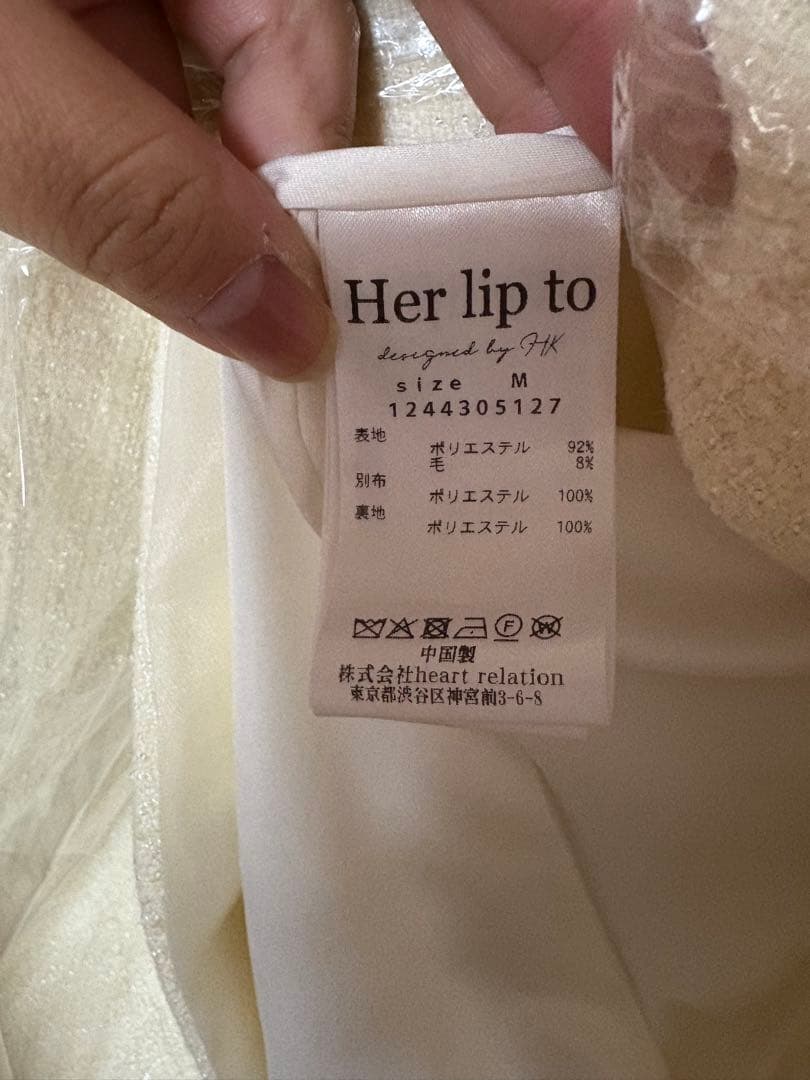 Her lip to
designed by HK
size M
1244305127
表地
ポリエステル 92%
毛 8%
別布
ポリエステル 100%
裏地
ポリエステル 100%
F W
中国製
株式会社heart relation
東京都渋谷区神宮前3-6-8